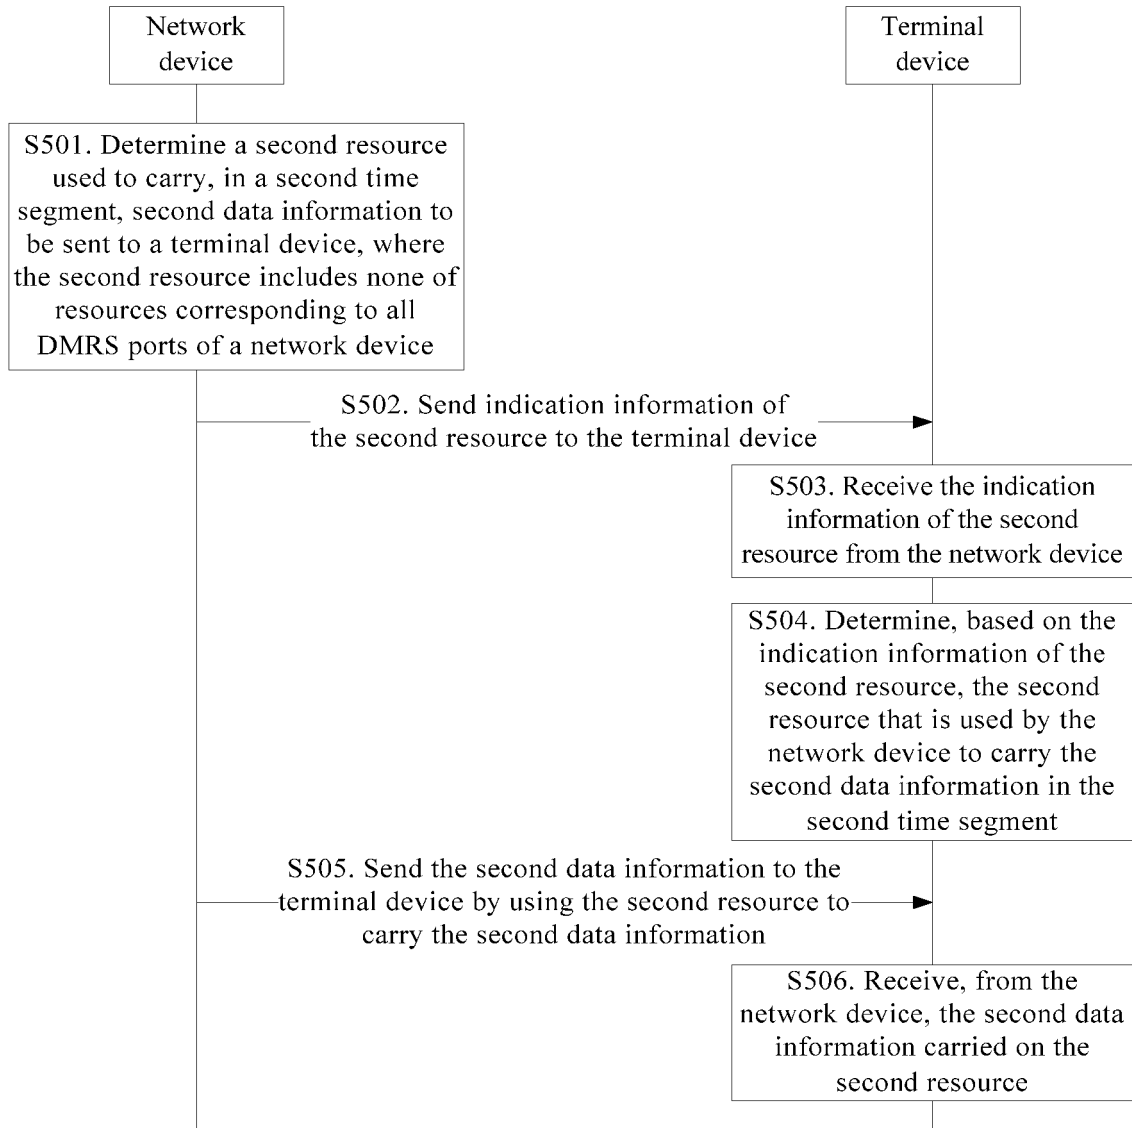 Network
device
Terminal
device
S501. Determine a second resource
used to carry, in a second time
segment, second data information to
be sent to a terminal device, where
the second resource includes none of
resources corresponding to all
DMRS ports of a network device
S502. Send indication information of
the second resource to the terminal device
S503. Receive the indication
information of the second
resource from the network device
S504. Determine, based on the
indication information of the
second resource, the second
resource that is used by the
network device to carry the
second data information in the
second time segment
S505. Send the second data information to the
terminal device by using the second resource to
carry the second data information
S506. Receive, from the
network device, the second data
information carried on the
second resource